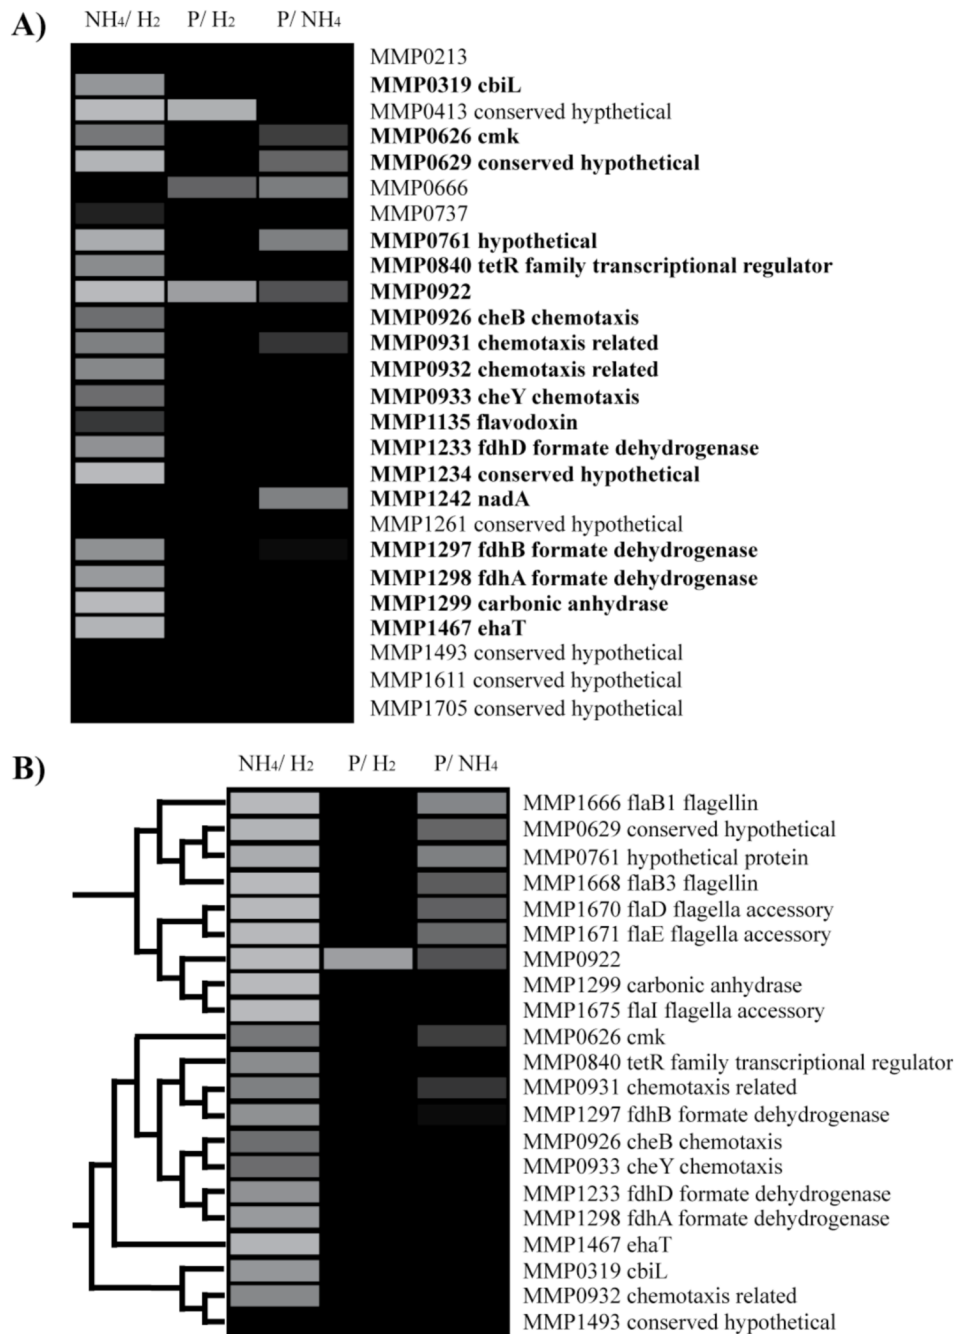 A)
NH4/ H2 P/ H2 P/ NH4
MMP0213
MMP0319 cbiL
MMP0413 conserved hypthetical
MMP0626 cmk
MMP0629 conserved hypothetical
MMP0666
MMP0737
MMP0761 hypothetical
MMP0840 tetR family transcriptional regulator
MMP0922
MMP0926 cheB chemotaxis
MMP0931 chemotaxis related
MMP0932 chemotaxis related
MMP0933 cheY chemotaxis
MMP1135 flavodoxin
MMP1233 fdhD formate dehydrogenase
MMP1234 conserved hypothetical
MMP1242 nadA
MMP1261 conserved hypothetical
MMP1297 fdhB formate dehydrogenase
MMP1298 fdhA formate dehydrogenase
MMP1299 carbonic anhydrase
MMP1467 ehaT
MMP1493 conserved hypothetical
MMP1611 conserved hypothetical
MMP1705 conserved hypothetical
B)
NH4/ H2 P/ H2 P/ NH4
MMP1666 flaB1 flagellin
MMP0629 conserved hypothetical
MMP0761 hypothetical protein
MMP1668 flaB3 flagellin
MMP1670 flaD flagella accessory
MMP1671 flaE flagella accessory
MMP0922
MMP1299 carbonic anhydrase
MMP1675 flaI flagella accessory
MMP0626 cmk
MMP0840 tetR family transcriptional regulator
MMP0931 chemotaxis related
MMP1297 fdhB formate dehydrogenase
MMP0926 cheB chemotaxis
MMP0933 cheY chemotaxis
MMP1233 fdhD formate dehydrogenase
MMP1298 fdhA formate dehydrogenase
MMP1467 ehaT
MMP0319 cbiL
MMP0932 chemotaxis related
MMP1493 conserved hypothetical